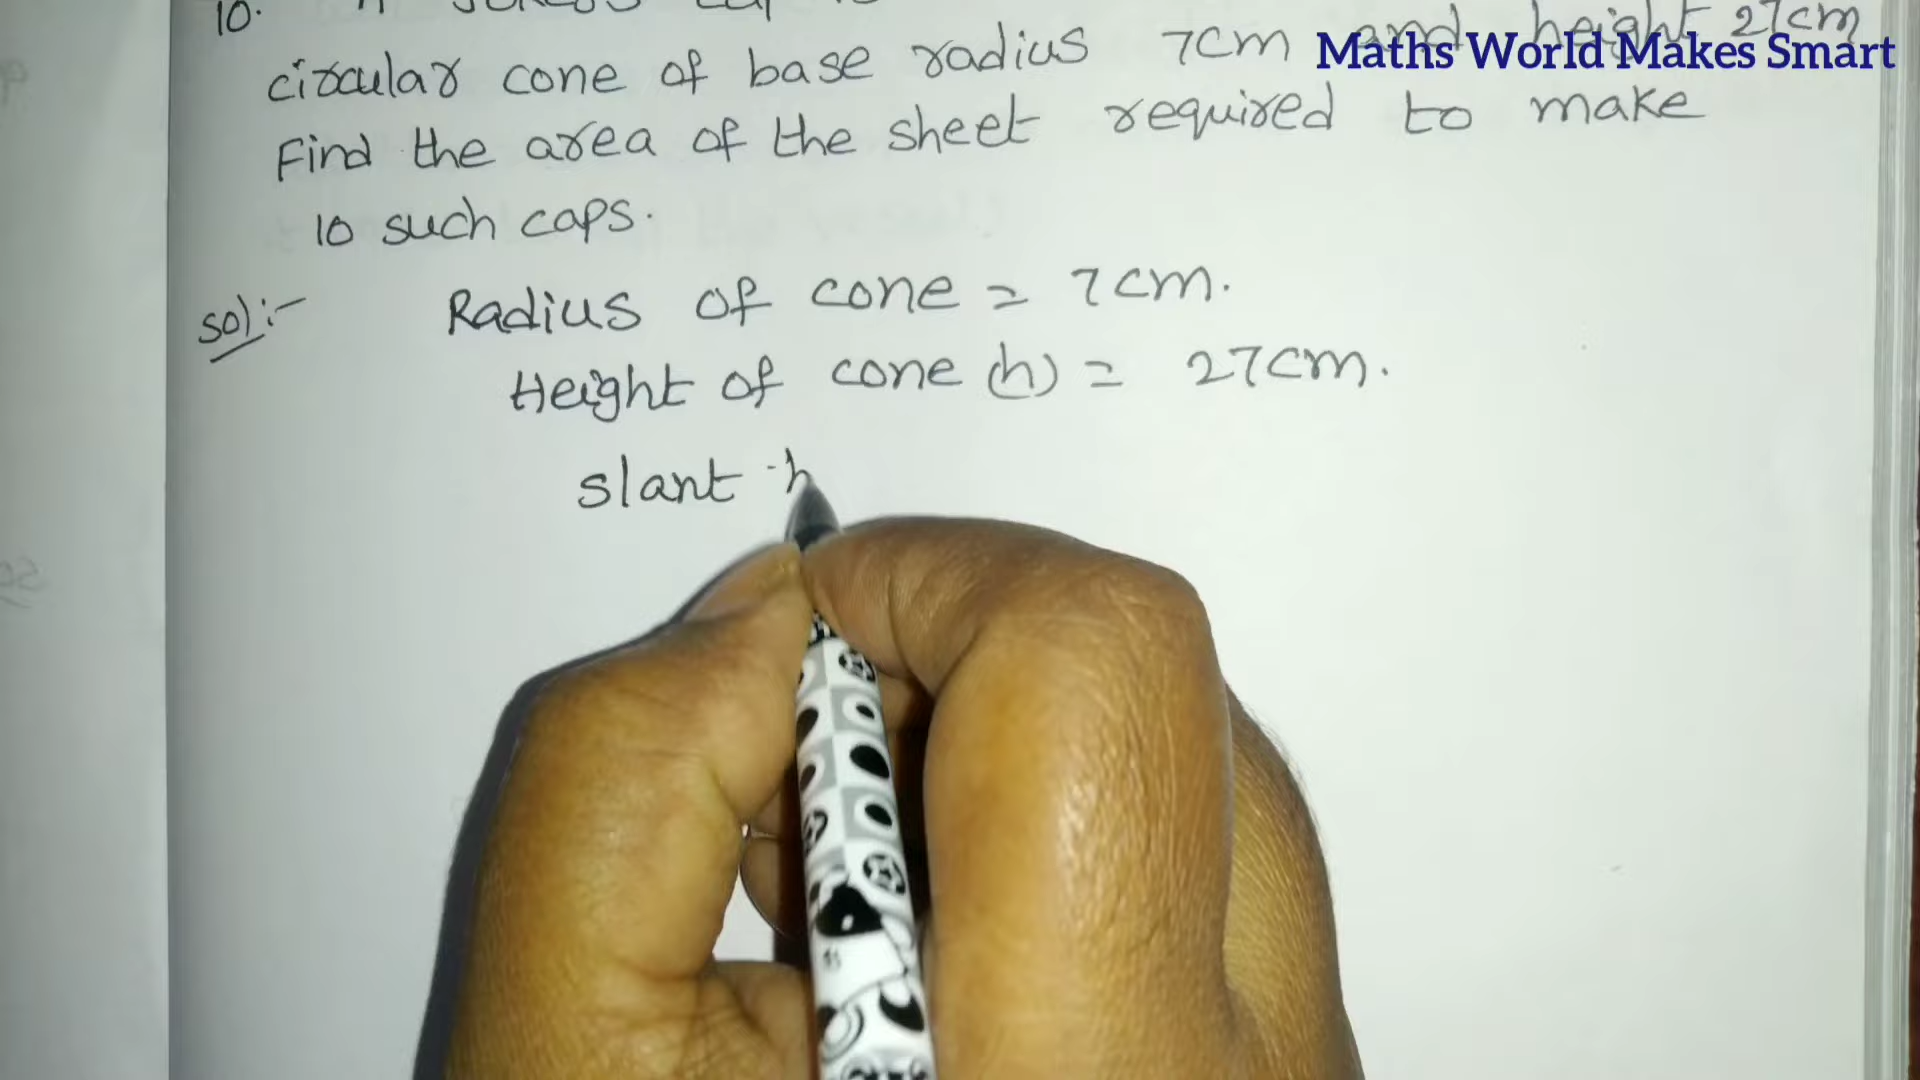 10.
circular cone of base radius 7cm and height 27cm
Maths World Makes Smart
Find the area of the sheet required to make
10 such caps.
sol:- Radius of cone = 7cm.
Height of cone (h) = 27cm.
slant h